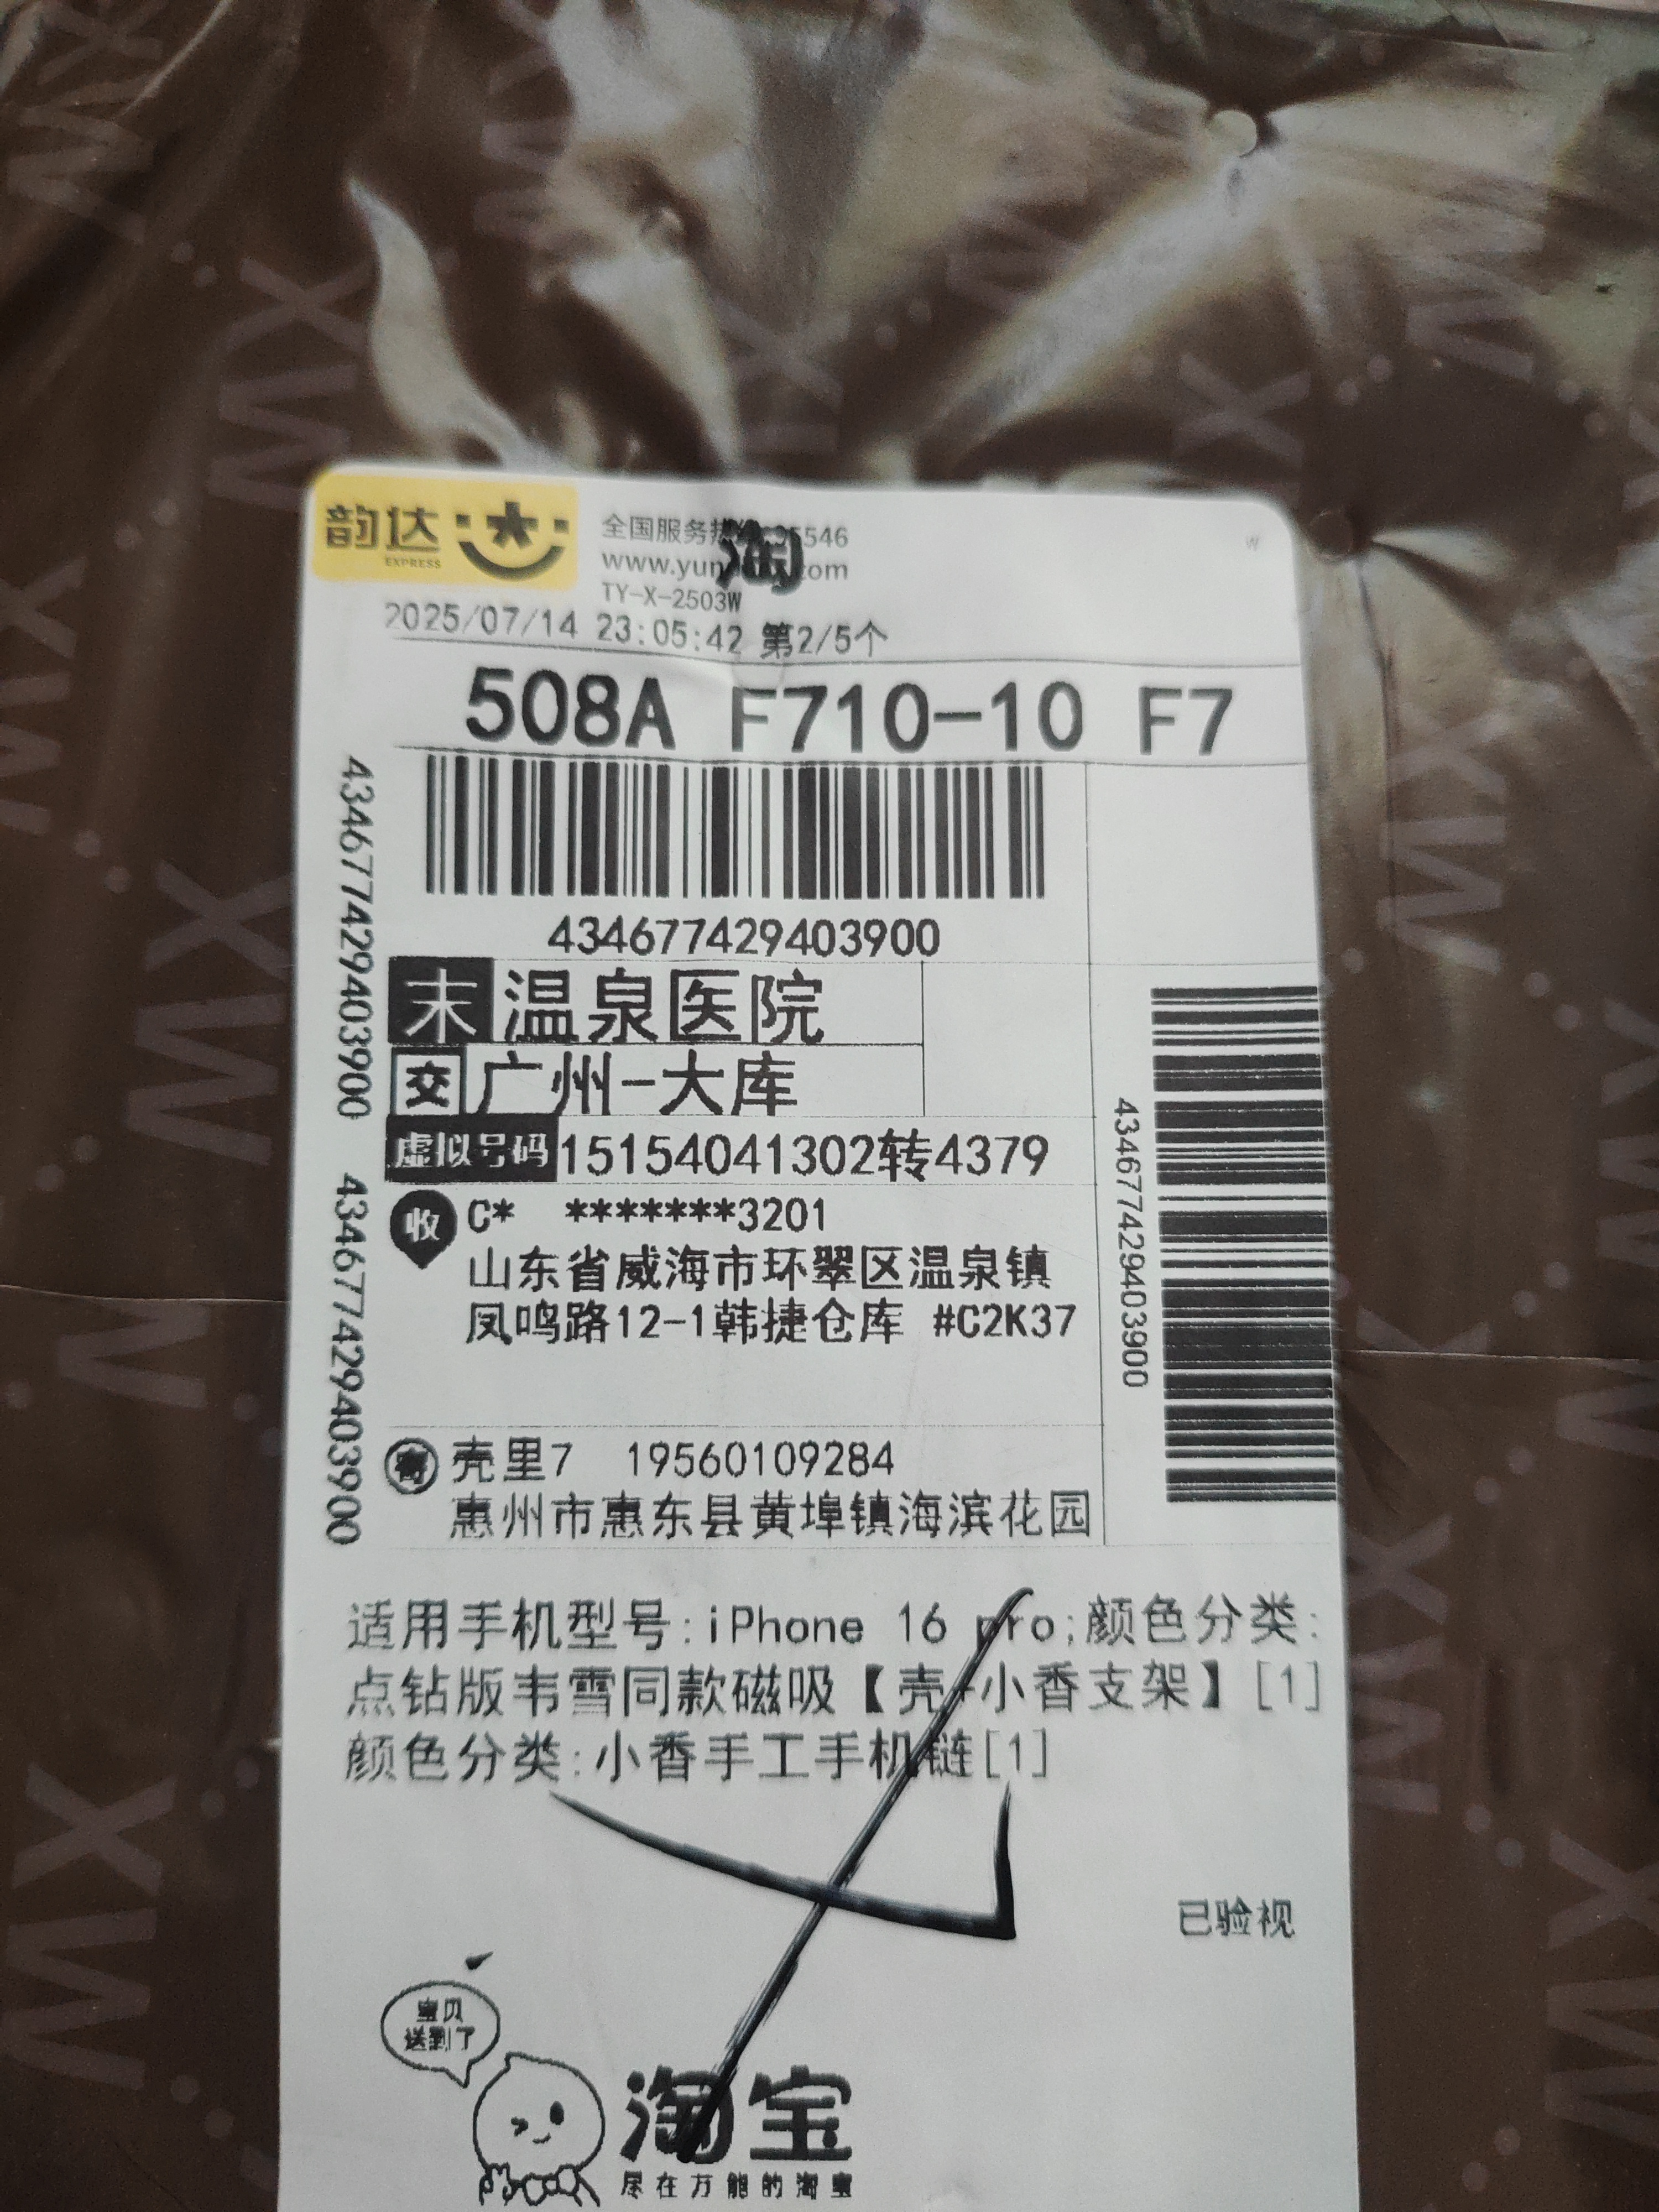 韵达
EXPRESS
全国服务热线 95546
www.yunda.com
TY-X-2503W
淘
W
2025/07/14 23:05:42 第2/5个
508A F710-10 F7
434677429403900
434677429403900
434677429403900
434677429403900
末 温泉医院
交 广州-大库
虚拟号码 15154041302转4379
收 C* *******3201
山东省威海市环翠区温泉镇
凤鸣路12-1韩捷仓库 #C2K37
寄 壳里7 19560109284
惠州市惠东县黄埠镇海滨花园
适用手机型号:iPhone 16 pro;颜色分类:
点钻版韦雪同款磁吸【壳+小香支架】[1]
颜色分类:小香手工手机链[1]
已验视
宝贝
送到了
淘宝
尽在万能的淘宝